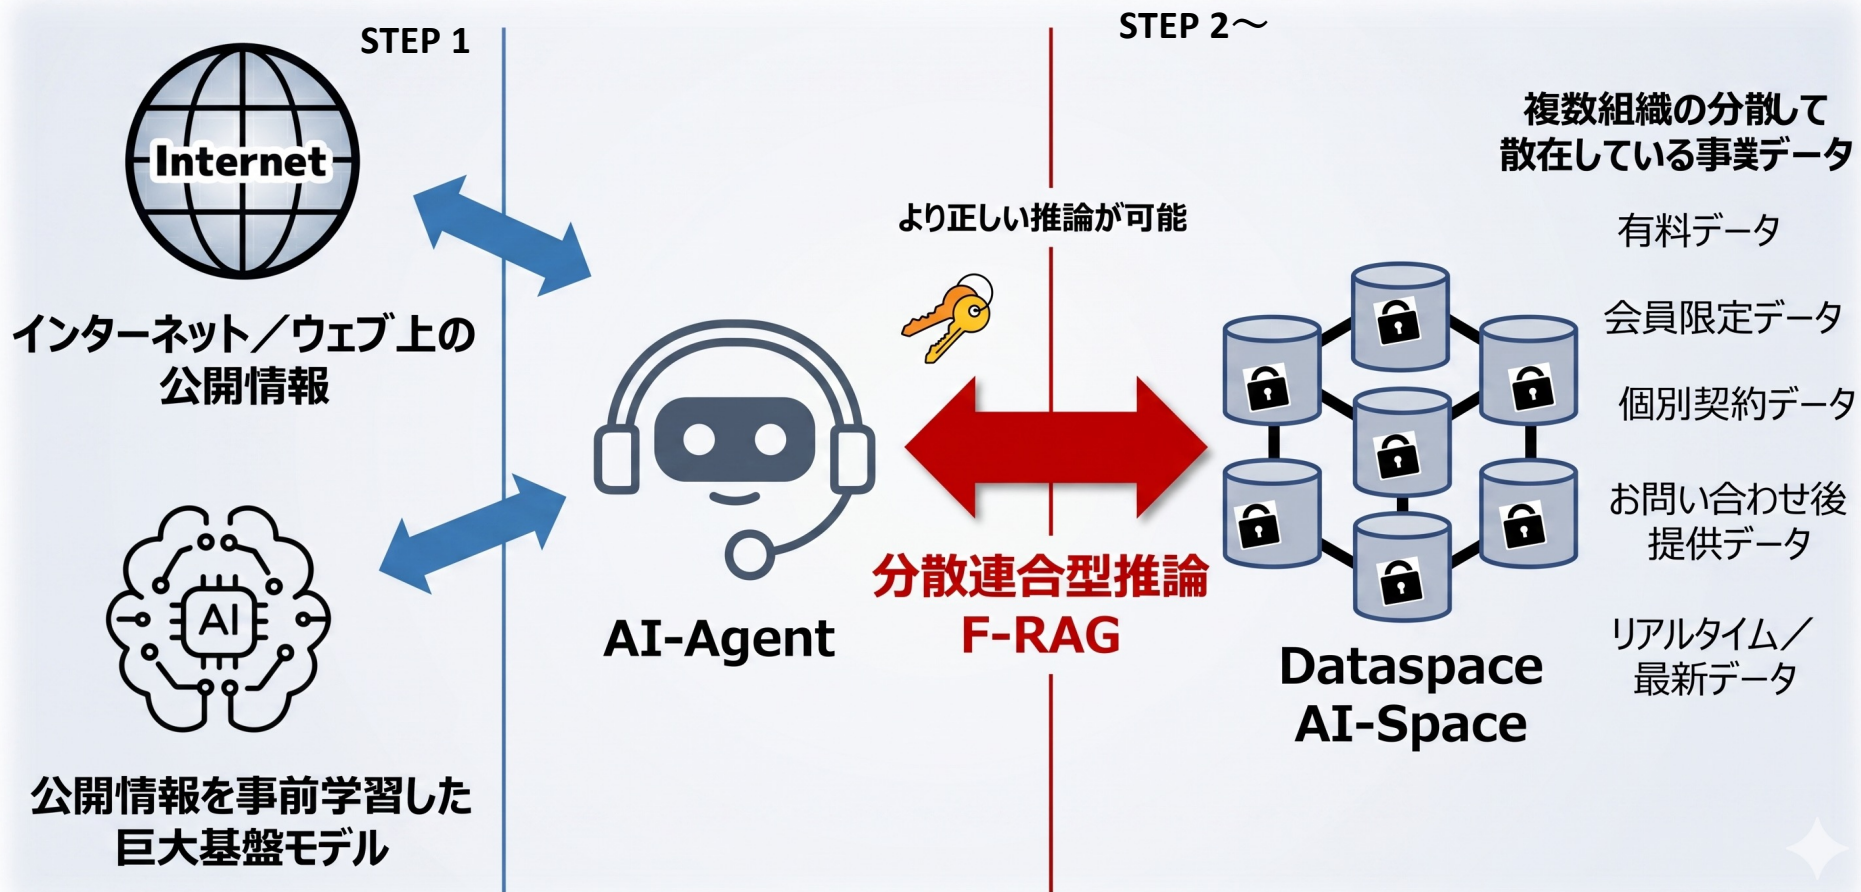 STEP 1
Internet
インターネット／ウェブ上の
公開情報
AI
公開情報を事前学習した
巨大基盤モデル
AI-Agent
STEP 2～
より正しい推論が可能
分散連合型推論
F-RAG
Dataspace
AI-Space
複数組織の分散して
散在している事業データ
有料データ
会員限定データ
個別契約データ
お問い合わせ後
提供データ
リアルタイム／
最新データ